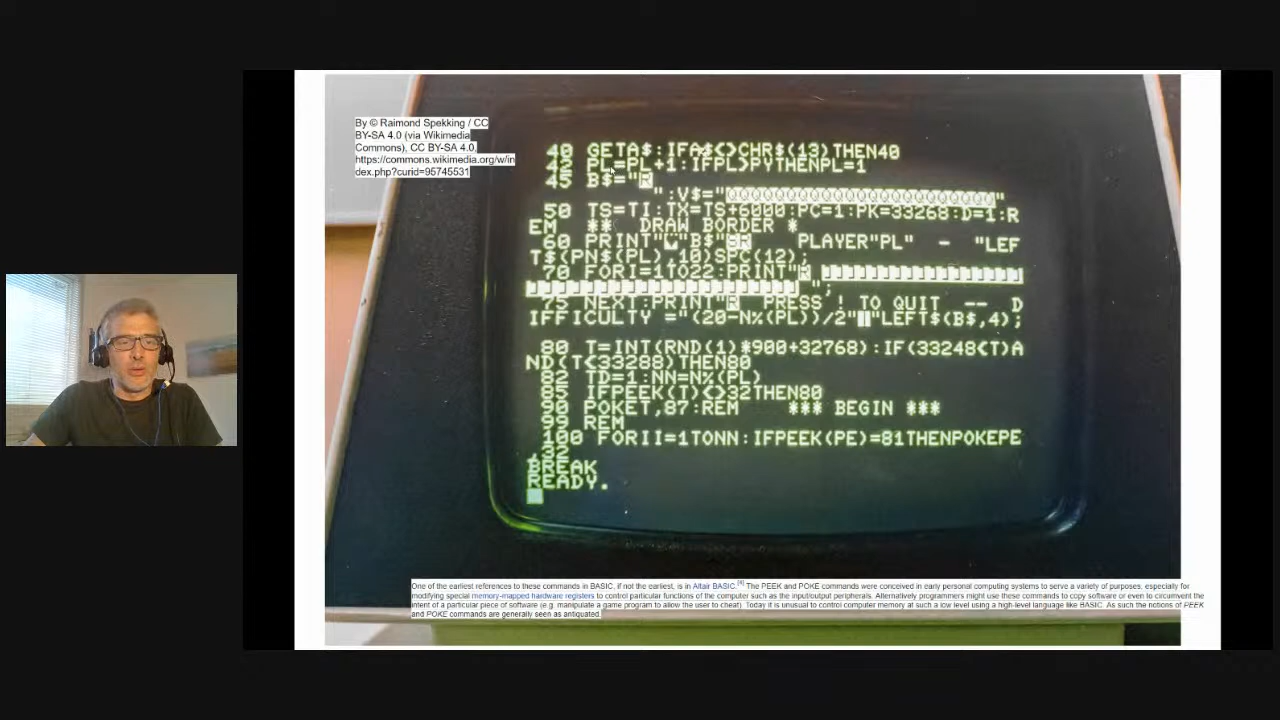 By © Raimond Spekking / CC
BY-SA 4.0 (via Wikimedia
Commons), CC BY-SA 4.0,
https://commons.wikimedia.org/w/in
dex.php?curid=95745531
40 GETA$:IFA$<>CHR$(13)THEN40
42 PL=PL+1:IFPL>PYTHENPL=1
45 B$="R
":V$="QQQQQQQQQQQQQQQQQQQQQQQQ"
50 TS=TI:TX=TS+6000:PC=1:PK=33268:D=1:R
EM ** DRAW BORDER *
60 PRINT" "B$" R PLAYER"PL" - "LEF
T$(PN$(PL),10)SPC(12);
70 FORI=1TO22:PRINT"R
";
75 NEXT:PRINT"R PRESS ! TO QUIT -- D
IFFICULTY ="(20-N%(PL))/2" "LEFT$(B$,4);
80 T=INT(RND(1)*900+32768):IF(33248<T)A
ND(T<33288)THEN80
82 TD=1:NN=N%(PL)
85 IFPEEK(T)<>32THEN80
90 POKET,87:REM *** BEGIN ***
99 REM
100 FORII=1TONN:IFPEEK(PE)=81THENPOKEPE
,32
BREAK
READY.
One of the earliest references to these commands in BASIC, if not the earliest, is in Altair BASIC. The PEEK and POKE commands were conceived in early personal computing systems to serve a variety of purposes, especially for
modifying special memory-mapped hardware registers to control particular functions of the computer such as the input/output peripherals. Alternatively programmers might use these commands to copy software or even to circumvent the
intent of a particular piece of software (e.g. manipulate a game program to allow the user to cheat). Today it is unusual to control computer memory at such a low level using a high-level language like BASIC. As such the notions of PEEK
and POKE commands are generally seen as antiquated.